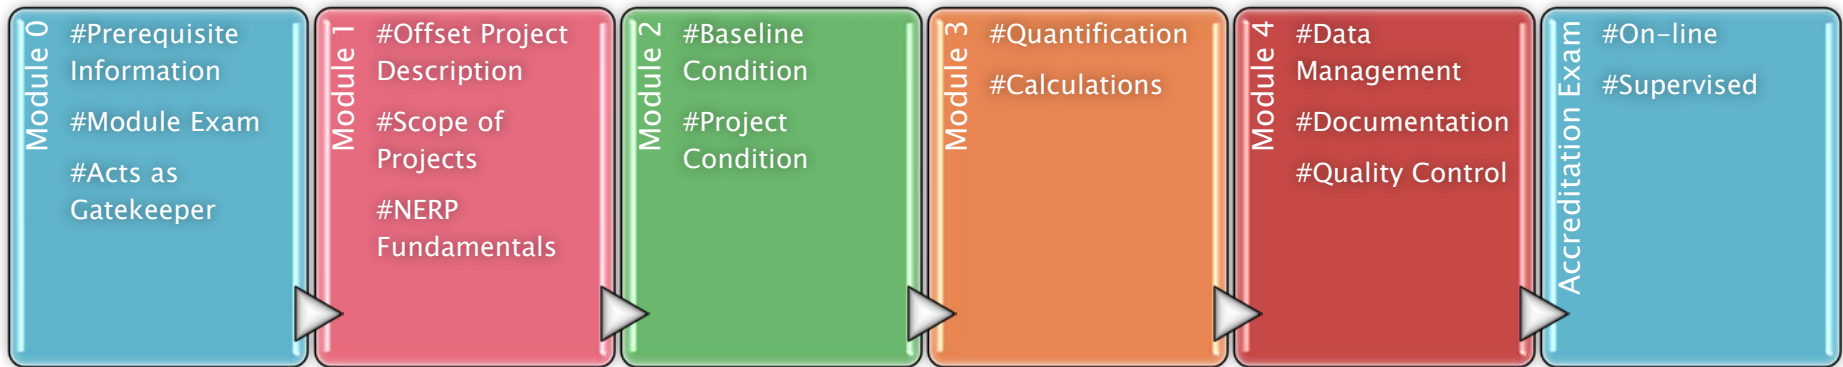 Module 0
#Prerequisite
Information
#Module Exam
#Acts as
Gatekeeper
Module 1
#Offset Project
Description
#Scope of
Projects
#NERP
Fundamentals
Module 2
#Baseline
Condition
#Project
Condition
Module 3
#Quantification
#Calculations
Module 4
#Data
Management
#Documentation
#Quality Control
Accreditation Exam
#On-line
#Supervised